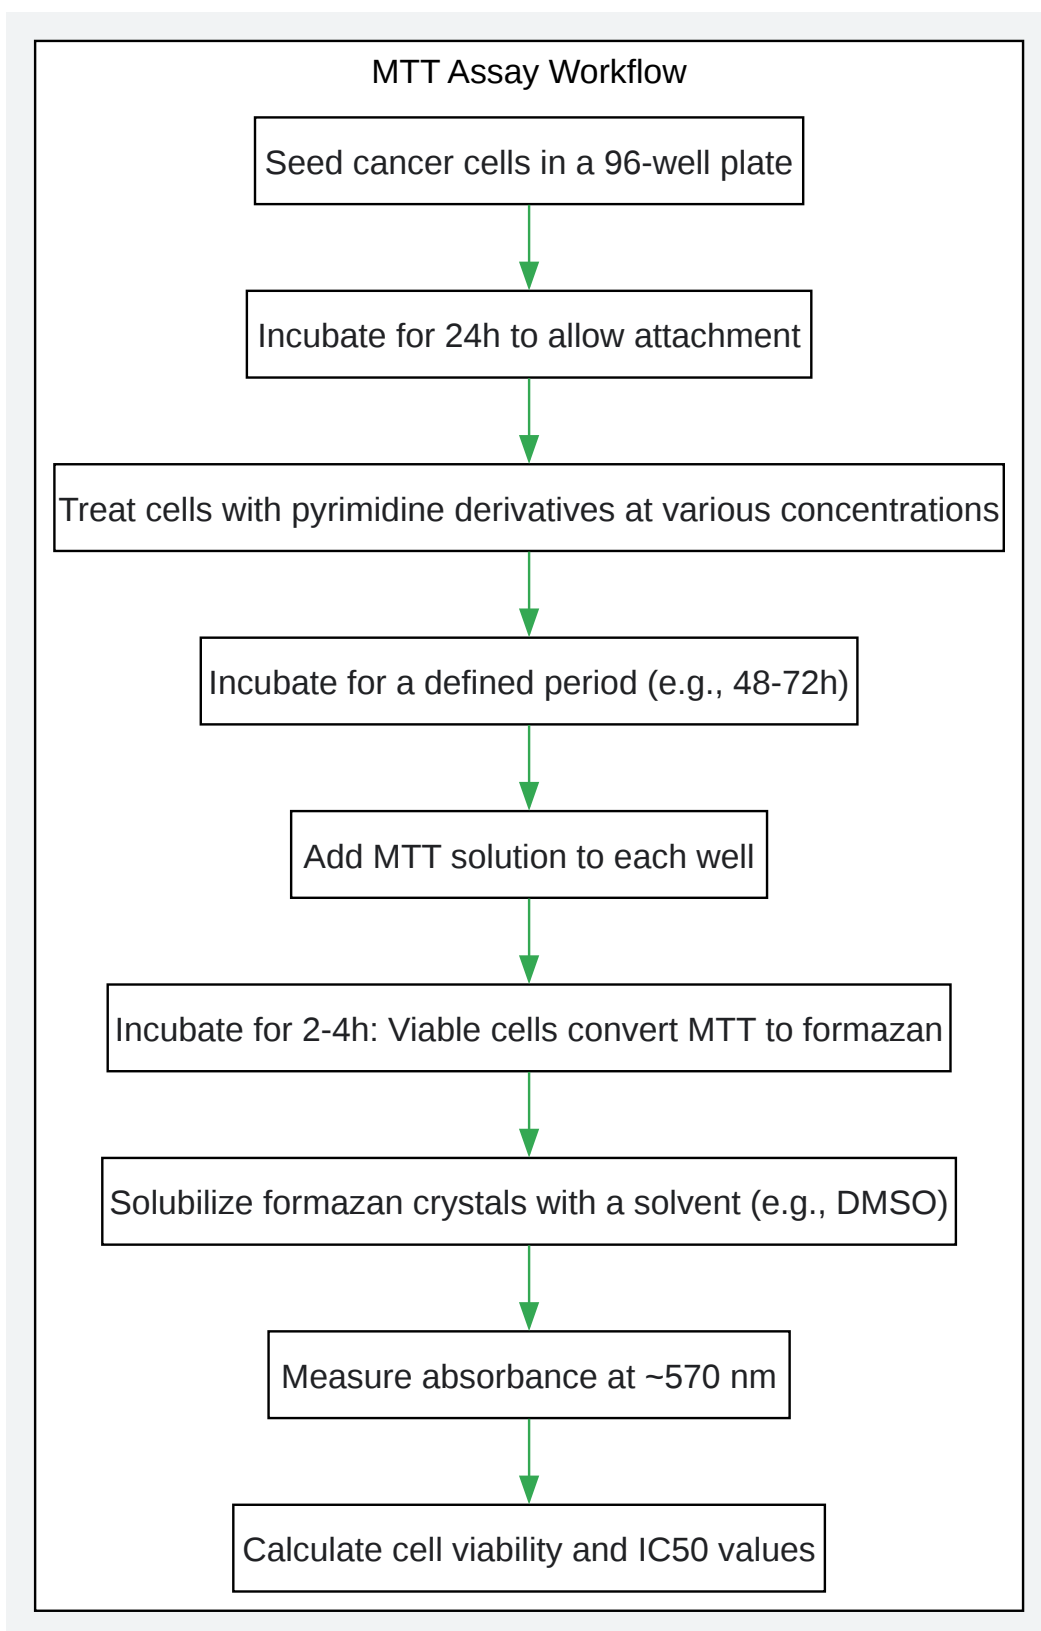 MTT Assay Workflow
Seed cancer cells in a 96-well plate
Incubate for 24h to allow attachment
Treat cells with pyrimidine derivatives at various concentrations
Incubate for a defined period (e.g., 48-72h)
Add MTT solution to each well
Incubate for 2-4h: Viable cells convert MTT to formazan
Solubilize formazan crystals with a solvent (e.g., DMSO)
Measure absorbance at ~570 nm
Calculate cell viability and IC50 values